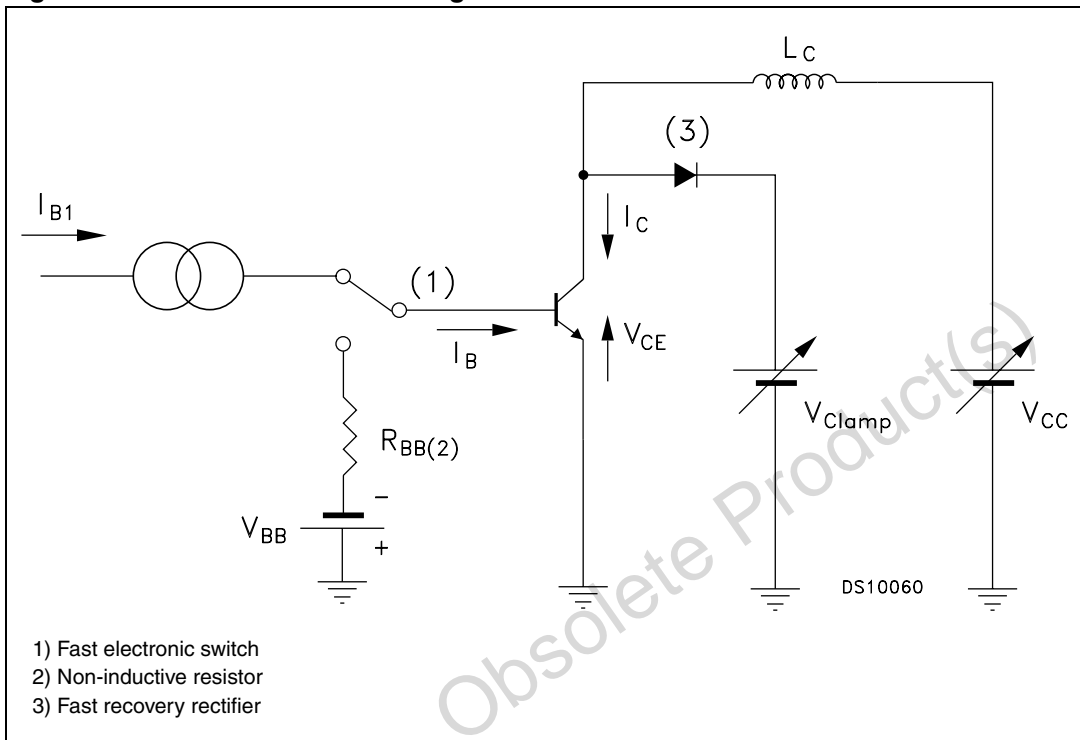 L C
(3)
I B1
I C
(1)
V CE
I B
V Clamp
V CC
R BB(2)
-
V BB
+
DS10060
1) Fast electronic switch
2) Non-inductive resistor
3) Fast recovery rectifier
Obsolete Product(s)